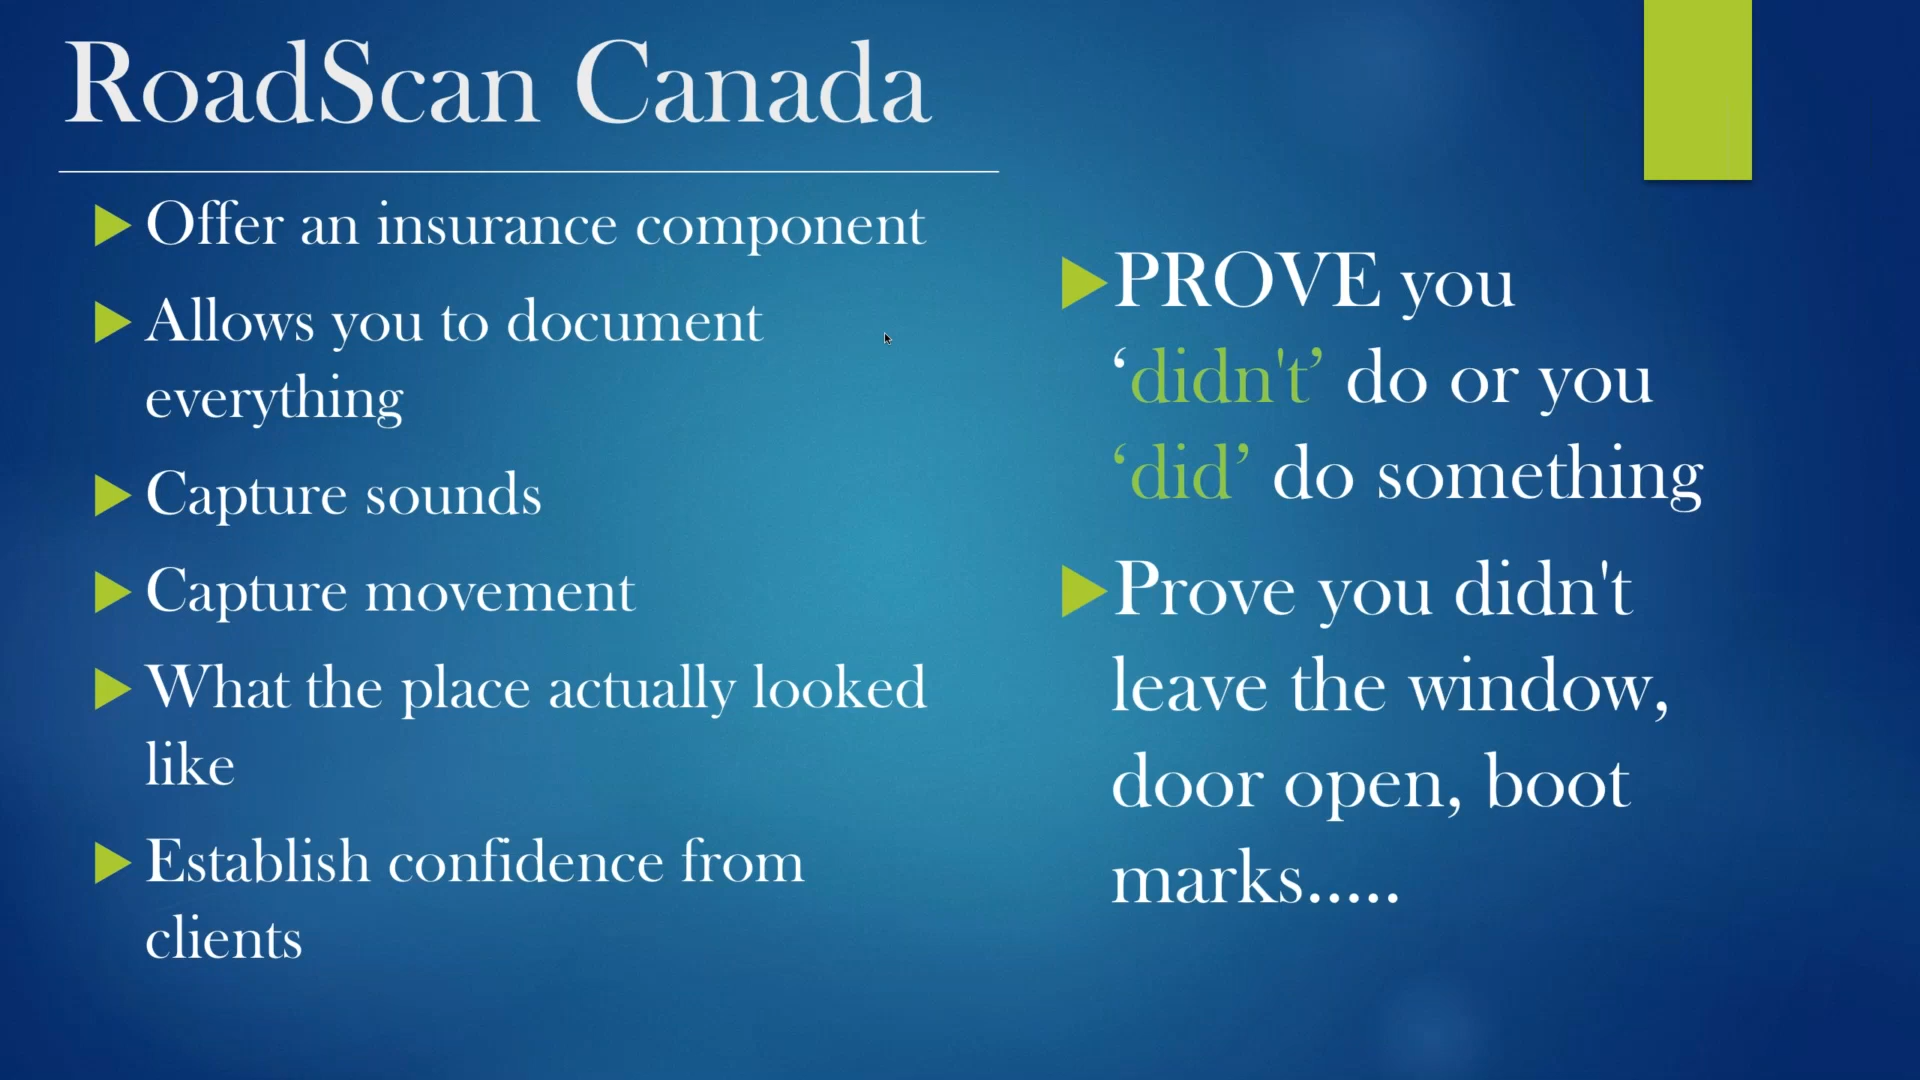 RoadScan Canada
Offer an insurance component
Allows you to document
everything
Capture sounds
Capture movement
What the place actually looked
like
Establish confidence from
clients
PROVE you
‘didn't’ do or you
‘did’ do something
Prove you didn't
leave the window,
door open, boot
marks.....